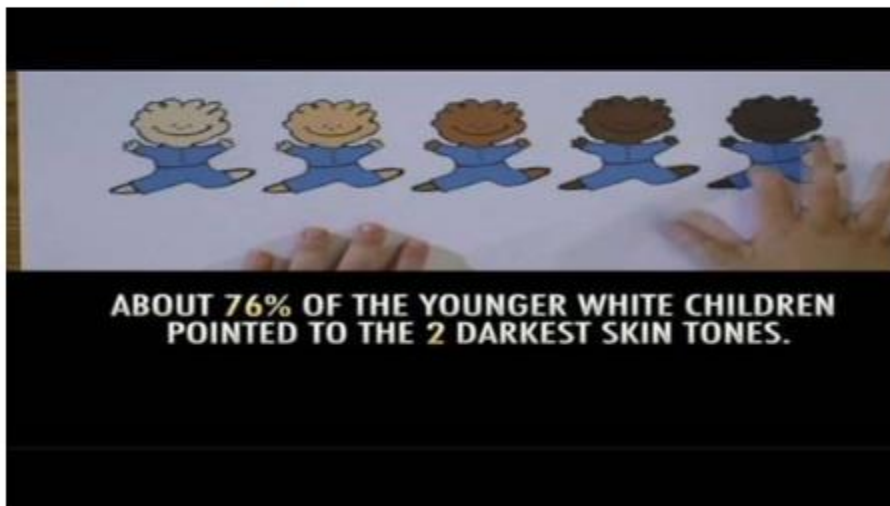 ABOUT 76% OF THE YOUNGER WHITE CHILDREN
POINTED TO THE 2 DARKEST SKIN TONES.